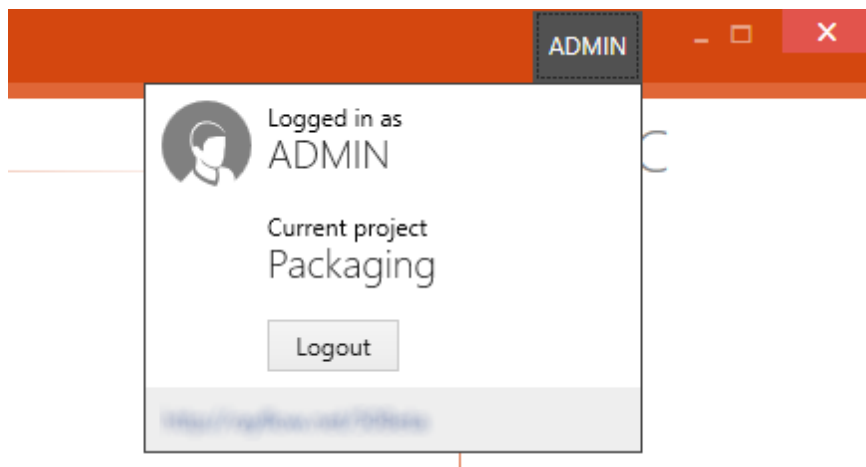 ADMIN
C
Logged in as
ADMIN
Current project
Packaging
Logout